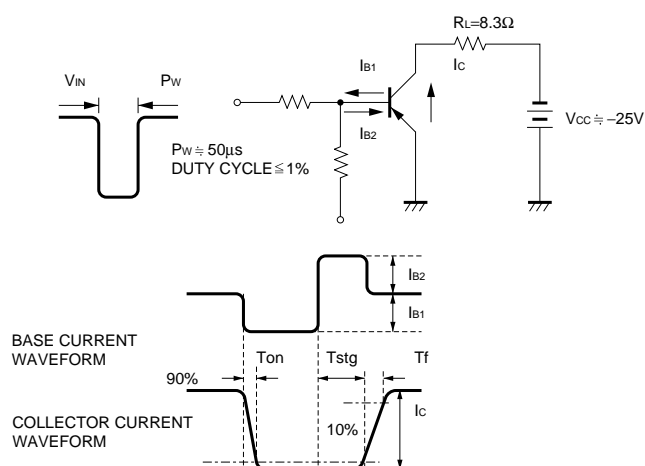 RL=8.3Ω
IB1
IC
VIN
PW
IB2
VCC≒−25V
PW≒50μs
DUTY CYCLE≦1%
IB2
IB1
BASE CURRENT
WAVEFORM
Ton
Tstg
Tf
90%
IC
COLLECTOR CURRENT
WAVEFORM
10%